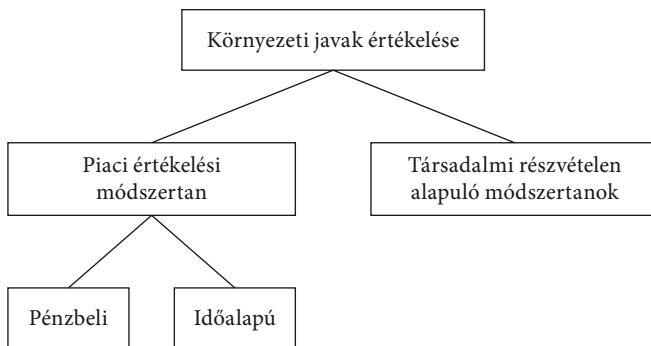 Környezeti javak értékelése
Piaci értékelési
módszertan
Társadalmi részvételen
alapuló módszertanok
Pénzbeli
Időalapú